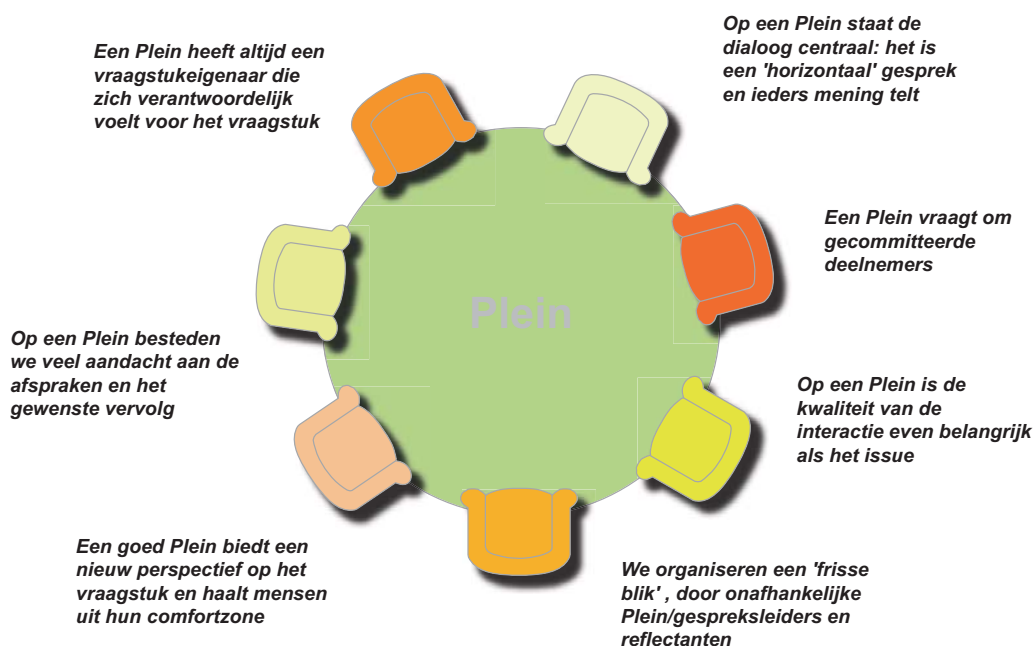 Een Plein heeft altijd een
vraagstukeigenaar die
zich verantwoordelijk
voelt voor het vraagstuk
Op een Plein staat de
dialoog centraal: het is
een 'horizontaal' gesprek
en ieders mening telt
Een Plein vraagt om
gecommitteerde
deelnemers
Plein
Op een Plein besteden
we veel aandacht aan de
afspraken en het
gewenste vervolg
Op een Plein is de
kwaliteit van de
interactie even belangrijk
als het issue
Een goed Plein biedt een
nieuw perspectief op het
vraagstuk en haalt mensen
uit hun comfortzone
We organiseren een 'frisse
blik' , door onafhankelijke
Plein/gespreksleiders en
reflectanten